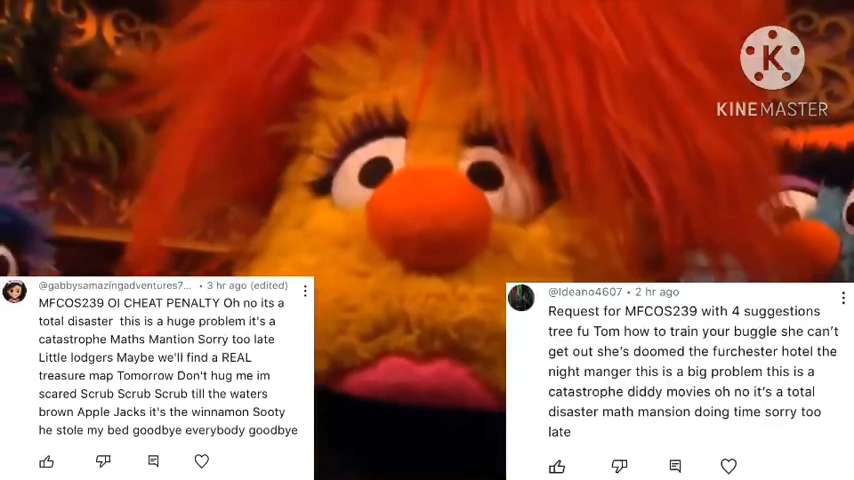 K
KINEMASTER
@gabbysamazingadventures7... • 3 hr ago (edited)
MFCOS239 OI CHEAT PENALTY Oh no its a
total disaster this is a huge problem it's a
catastrophe Maths Mantion Sorry too late
Little lodgers Maybe we'll find a REAL
treasure map Tomorrow Don't hug me im
scared Scrub Scrub Scrub till the waters
brown Apple Jacks it's the winnamon Sooty
he stole my bed goodbye everybody goodbye
@Ideano4607 • 2 hr ago
Request for MFCOS239 with 4 suggestions
tree fu Tom how to train your buggle she can't
get out she's doomed the furchester hotel the
night manger this is a big problem this is a
catastrophe diddy movies oh no it's a total
disaster math mansion doing time sorry too
late